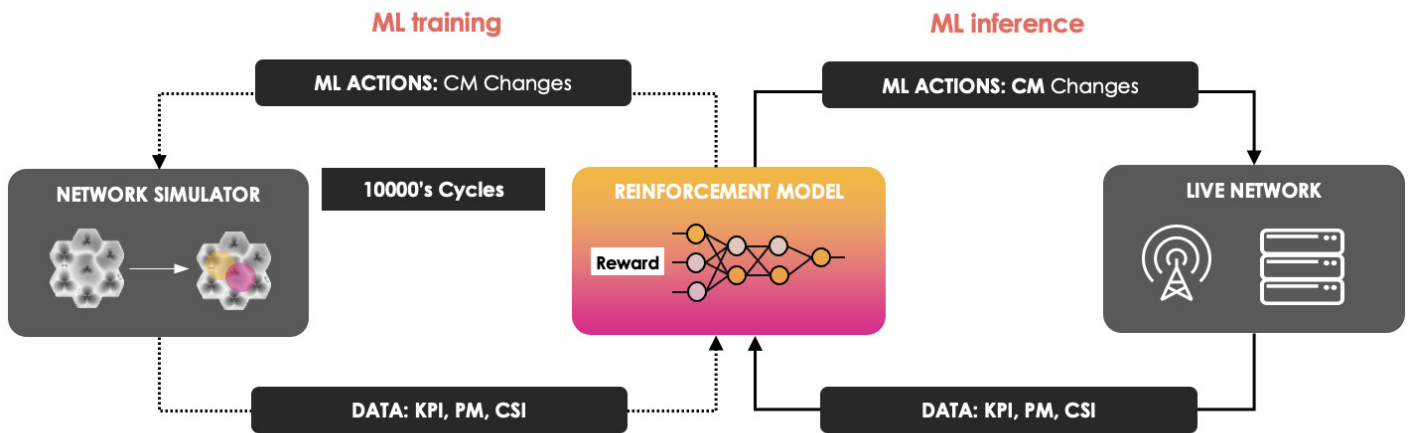 ML training
ML inference
ML ACTIONS: CM Changes
ML ACTIONS: CM Changes
NETWORK SIMULATOR
10000's Cycles
REINFORCEMENT MODEL
Reward
LIVE NETWORK
DATA: KPI, PM, CSI
DATA: KPI, PM, CSI